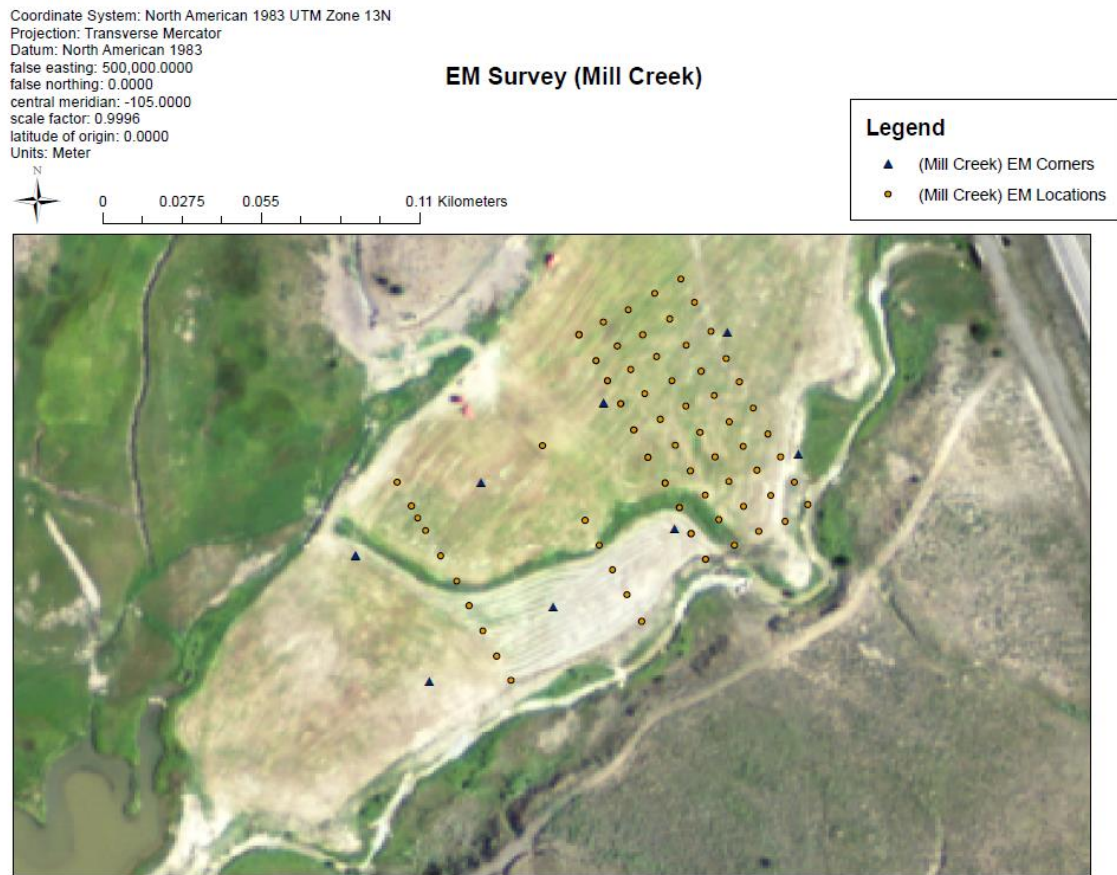 Coordinate System: North American 1983 UTM Zone 13N
Projection: Transverse Mercator
Datum: North American 1983
false easting: 500,000.0000
false northing: 0.0000
central meridian: -105.0000
scale factor: 0.9996
latitude of origin: 0.0000
Units: Meter
EM Survey (Mill Creek)
Legend
(Mill Creek) EM Corners
(Mill Creek) EM Locations
N
0 0.0275 0.055 0.11 Kilometers